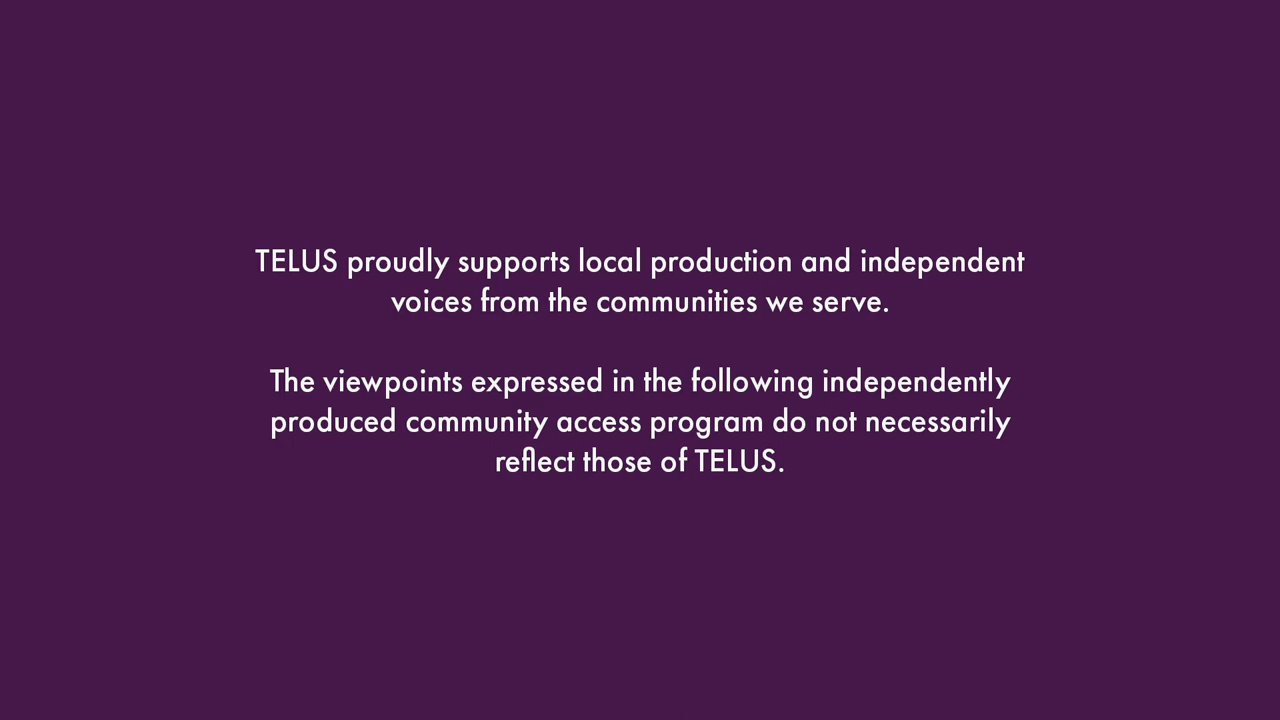 TELUS proudly supports local production and independent
voices from the communities we serve.
The viewpoints expressed in the following independently
produced community access program do not necessarily
reflect those of TELUS.